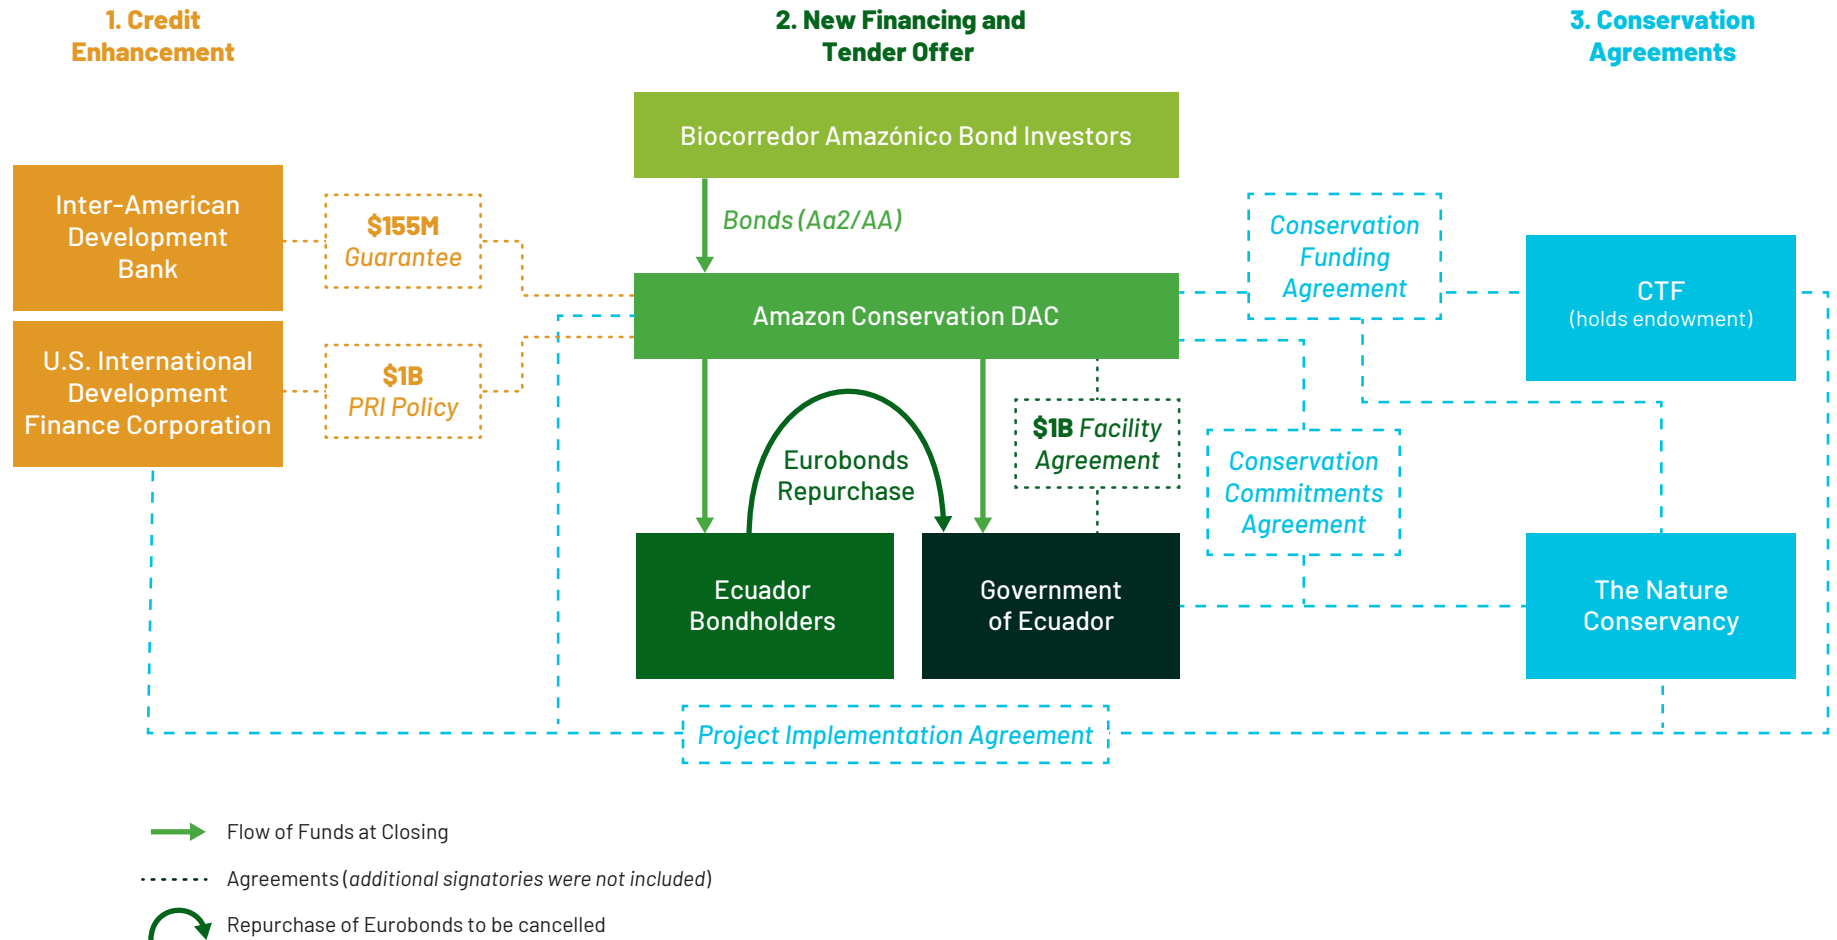 1. Credit
Enhancement
2. New Financing and
Tender Offer
3. Conservation
Agreements
Biocorredor Amazónico Bond Investors
Inter-American
Development
Bank
$155M
Guarantee
Bonds (Aa2/AA)
Conservation
Funding
Agreement
CTF
(holds endowment)
Amazon Conservation DAC
U.S. International
Development
Finance Corporation
$1B
PRI Policy
Eurobonds
Repurchase
$1B Facility
Agreement
Conservation
Commitments
Agreement
Ecuador
Bondholders
Government
of Ecuador
The Nature
Conservancy
Project Implementation Agreement
Flow of Funds at Closing
Agreements (additional signatories were not included)
Repurchase of Eurobonds to be cancelled